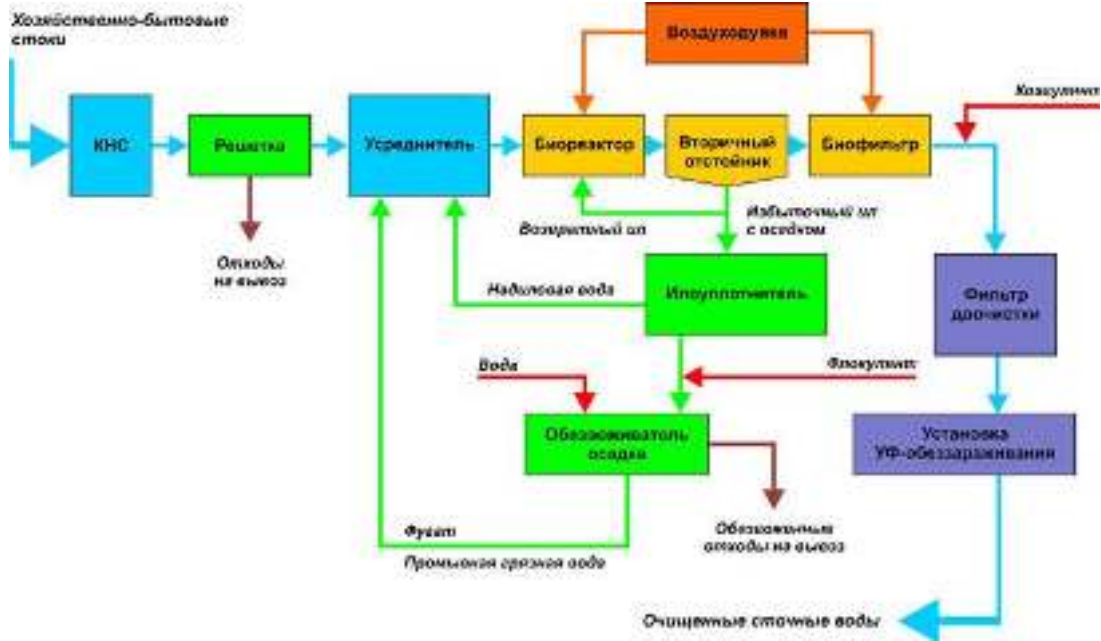 Хозяйственно-бытовые
стоки
Воздуходувка
Коагулянт
КНС
Решетка
Усреднитель
Биореактор
Вторичный
отстойник
Биофильтр
Возвратный ил
Избыточный ил
с осадком
Отходы
на вывоз
Надиловая вода
Илоуплотнитель
Фильтр
доочистки
Вода
Флокулянт
Обезвоживатель
осадка
Установка
УФ-обеззараживания
Фугат
Промывная грязная вода
Обезвоженные
отходы на вывоз
Очищенные сточные воды